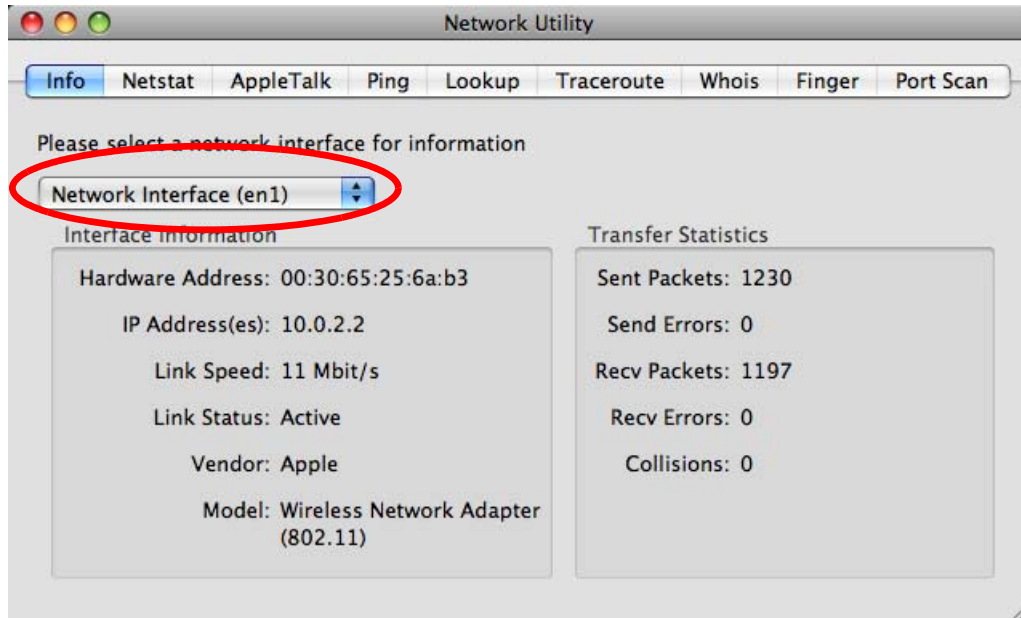 Network Utility
Info Netstat AppleTalk Ping Lookup Traceroute Whois Finger Port Scan
Please select a network interface for information
Network Interface (en1)
Interface Information
Hardware Address: 00:30:65:25:6a:b3
IP Address(es): 10.0.2.2
Link Speed: 11 Mbit/s
Link Status: Active
Vendor: Apple
Model: Wireless Network Adapter
(802.11)
Transfer Statistics
Sent Packets: 1230
Send Errors: 0
Recv Packets: 1197
Recv Errors: 0
Collisions: 0